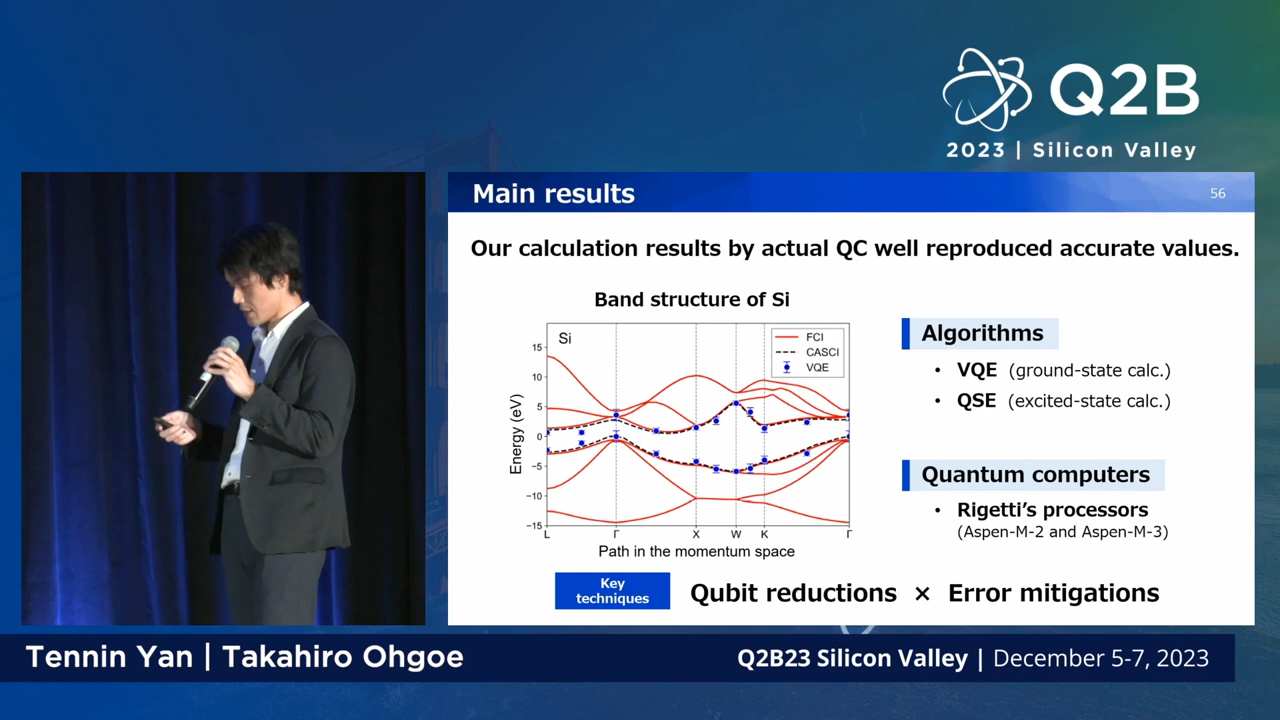 Q2B
2023 | Silicon Valley
Main results
56
Our calculation results by actual QC well reproduced accurate values.
Band structure of Si
Si
FCI
CASCI
VQE
15
10
5
0
−5
−10
−15
Energy (eV)
L Γ X W K Γ
Path in the momentum space
Algorithms
• VQE (ground-state calc.)
• QSE (excited-state calc.)
Quantum computers
• Rigetti's processors
(Aspen-M-2 and Aspen-M-3)
Key
techniques
Qubit reductions × Error mitigations
Tennin Yan | Takahiro Ohgoe
Q2B23 Silicon Valley | December 5-7, 2023